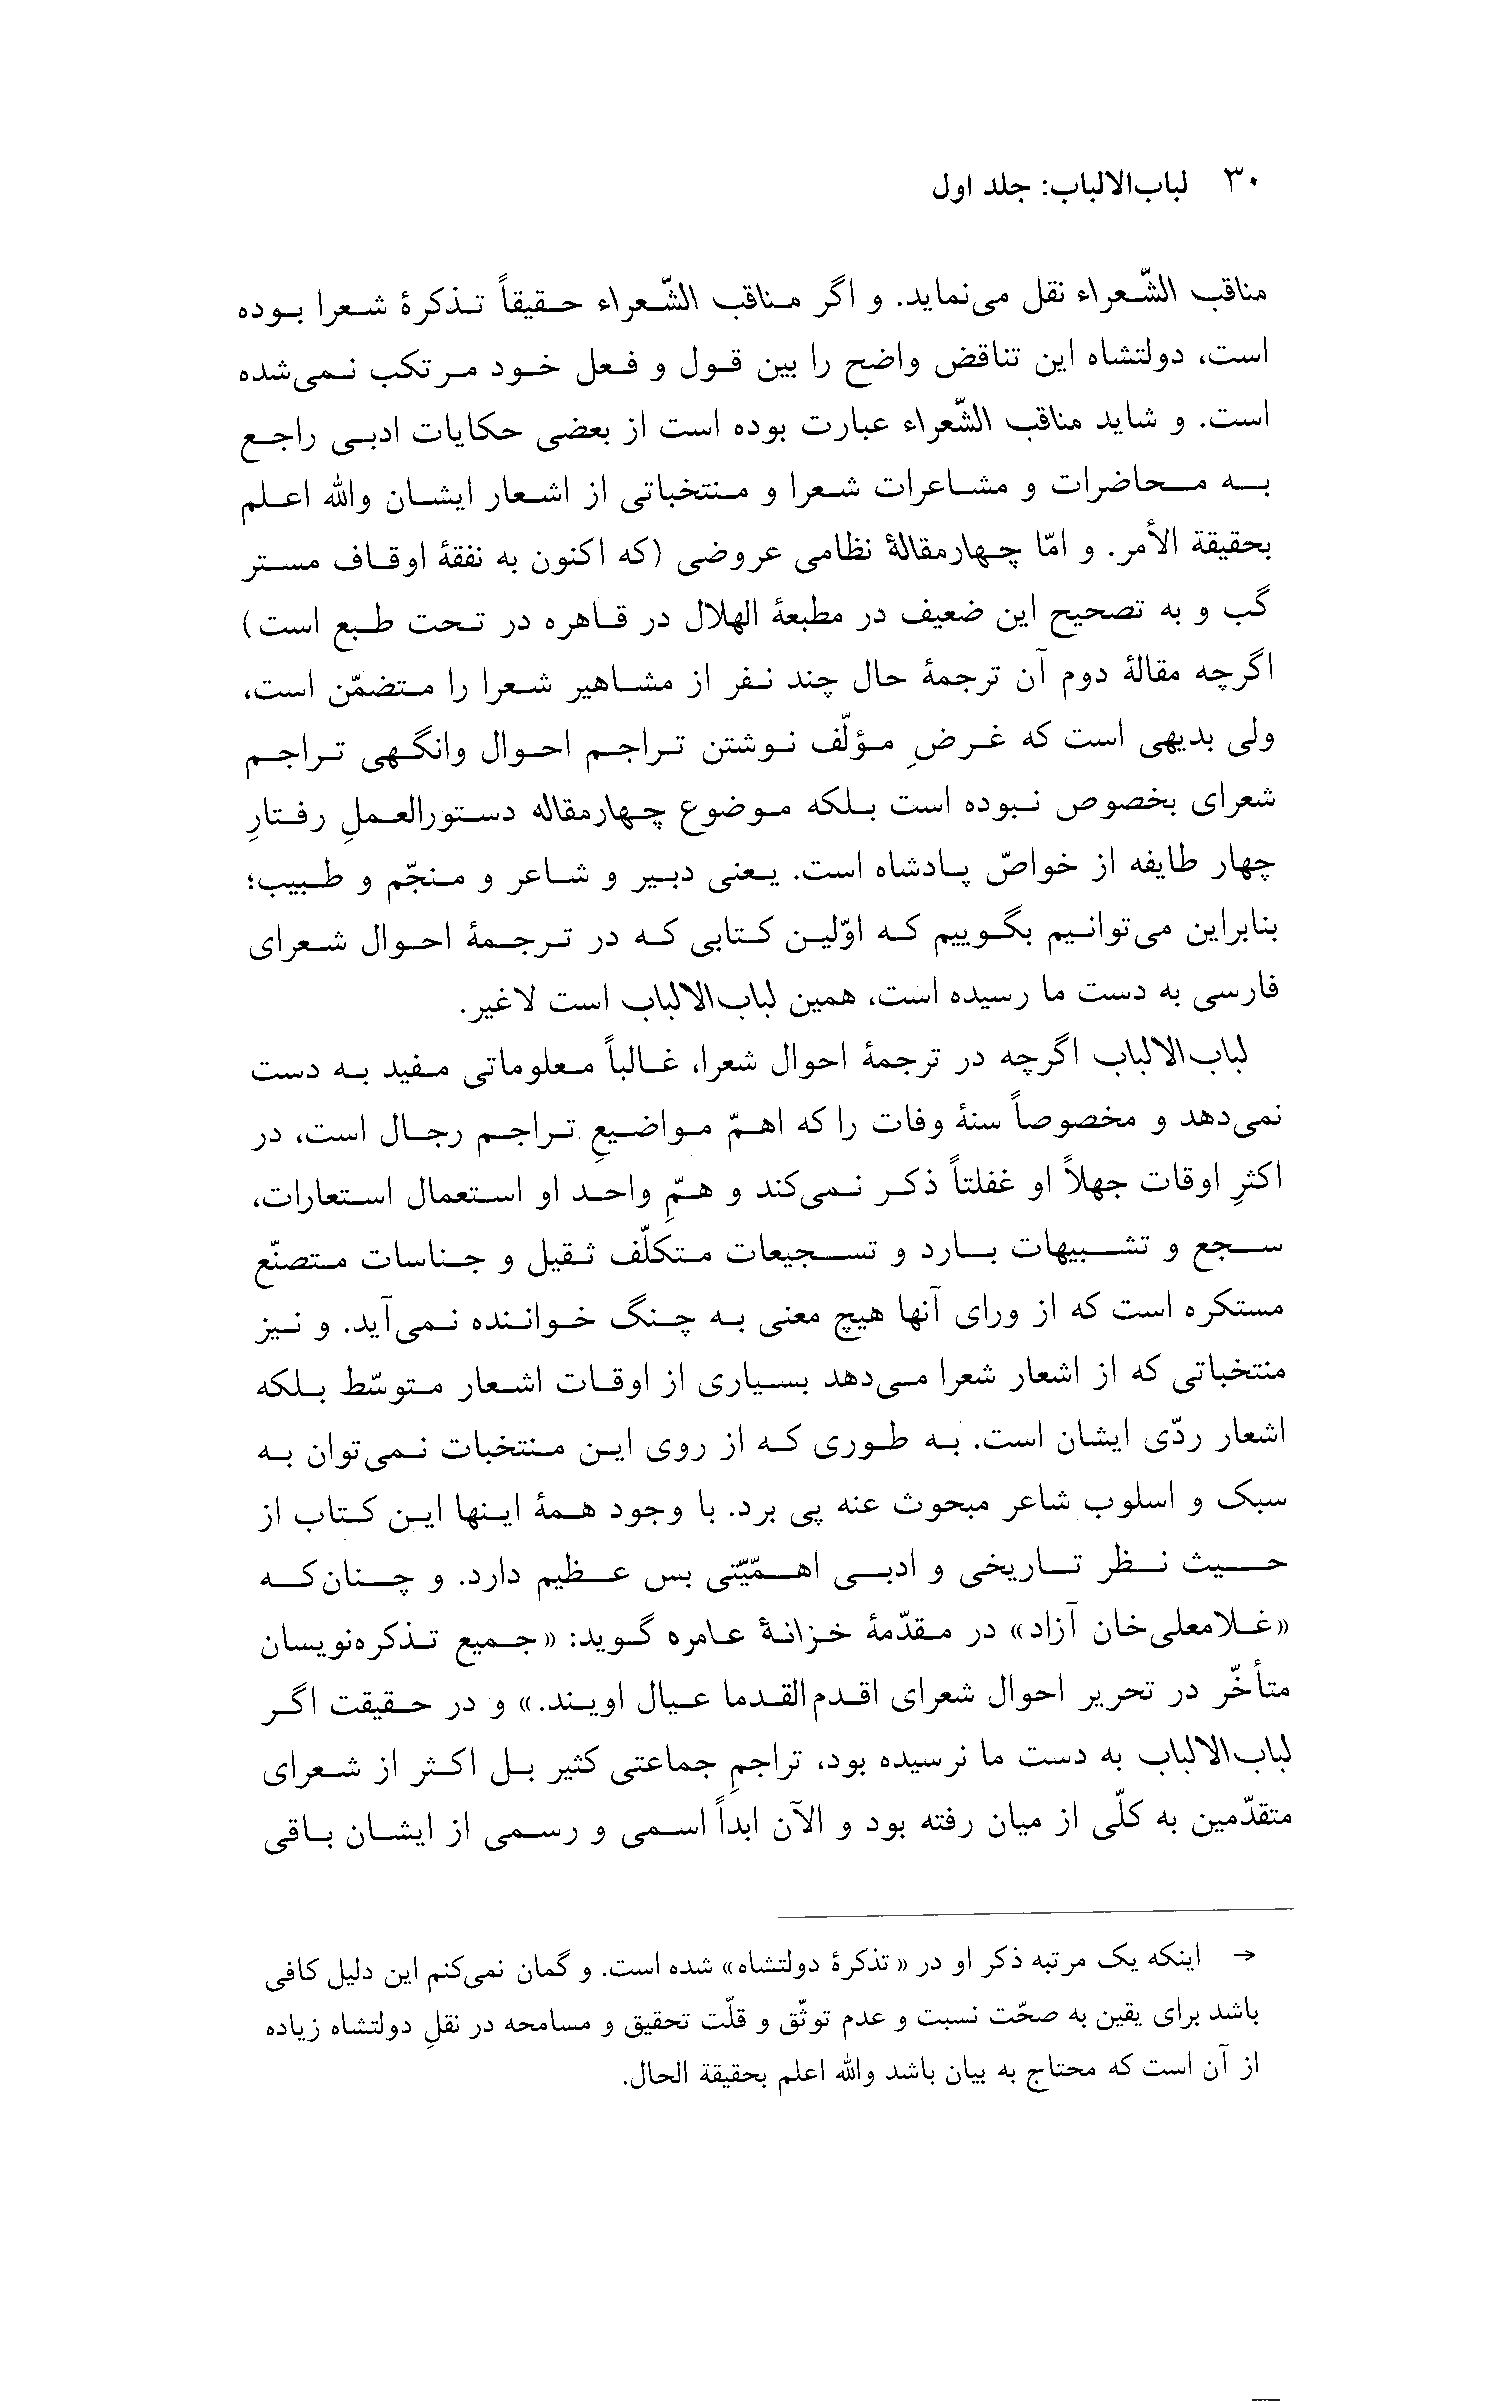 ۳۰ لباب‌الالباب: جلد اول
مناقب الشّعراء نقل می‌نماید. و اگر مناقب الشّعراء حقیقاً تذکرهٔ شعرا بوده
است، دولتشاه این تناقض واضح را بین قول و فعل خود مرتکب نمی‌شده
است. و شاید مناقب الشّعراء عبارت بوده است از بعضی حکایات ادبی راجع
به محاضرات و مشاعرات شعرا و منتخباتی از اشعار ایشان والله اعلم
بحقیقة الأمر. و امّا چهارمقالهٔ نظامی عروضی (که اکنون به نفقهٔ اوقاف مستر
گب و به تصحیح این ضعیف در مطبعهٔ الهلال در قاهره در تحت طبع است)
اگرچه مقالهٔ دوم آن ترجمهٔ حال چند نفر از مشاهیر شعرا را متضمّن است،
ولی بدیهی است که غرضِ مؤلّف نوشتن تراجم احوال وانگهی تراجم
شعرای بخصوص نبوده است بلکه موضوع چهارمقاله دستورالعملِ رفتارِ
چهار طایفه از خواصّ پادشاه است. یعنی دبیر و شاعر و منجّم و طبیب؛
بنابراین می‌توانیم بگوییم که اوّلین کتابی که در ترجمهٔ احوال شعرای
فارسی به دست ما رسیده است، همین لباب‌الالباب است لاغیر.
لباب‌الالباب اگرچه در ترجمهٔ احوال شعرا، غالباً معلوماتی مفید به دست
نمی‌دهد و مخصوصاً سنهٔ وفات را که اهمّ مواضیعِ تراجم رجال است، در
اکثرِ اوقات جهلاً او غفلتاً ذکر نمی‌کند و همِّ واحد او استعمال استعارات،
سجع و تشبیهات بارد و تسجیعات متکلّف ثقیل و جناسات متصنّع
مستکره است که از ورای آنها هیچ معنی به چنگ خواننده نمی‌آید. و نیز
منتخباتی که از اشعار شعرا می‌دهد بسیاری از اوقات اشعار متوسّط بلکه
اشعار ردّی ایشان است. به طوری که از روی این منتخبات نمی‌توان به
سبک و اسلوب شاعر مبحوث عنه پی برد. با وجود همهٔ اینها این کتاب از
حیث نظر تاریخی و ادبی اهمّیّتی بس عظیم دارد. و چنان‌که
«غلامعلی‌خان آزاد» در مقدّمهٔ خزانهٔ عامره گوید: «جمیع تذکره‌نویسان
متأخّر در تحریر احوال شعرای اقدم‌القدما عیال اویند.» و در حقیقت اگر
لباب‌الالباب به دست ما نرسیده بود، تراجمِ جماعتی کثیر بل اکثر از شعرای
متقدّمین به کلّی از میان رفته بود و الآن ابداً اسمی و رسمی از ایشان باقی
→ اینکه یک مرتبه ذکر او در «تذکرهٔ دولتشاه» شده است. و گمان نمی‌کنم این دلیل کافی
باشد برای یقین به صحّت نسبت و عدم توثّق و قلّت تحقیق و مسامحه در نقلِ دولتشاه زیاده
از آن است که محتاج به بیان باشد والله اعلم بحقیقة الحال.